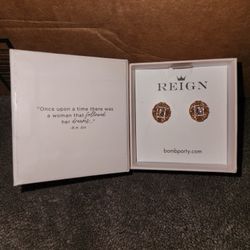 "Once upon a time there was
a woman that followed
her dreams."
REIGN
bombparty.com